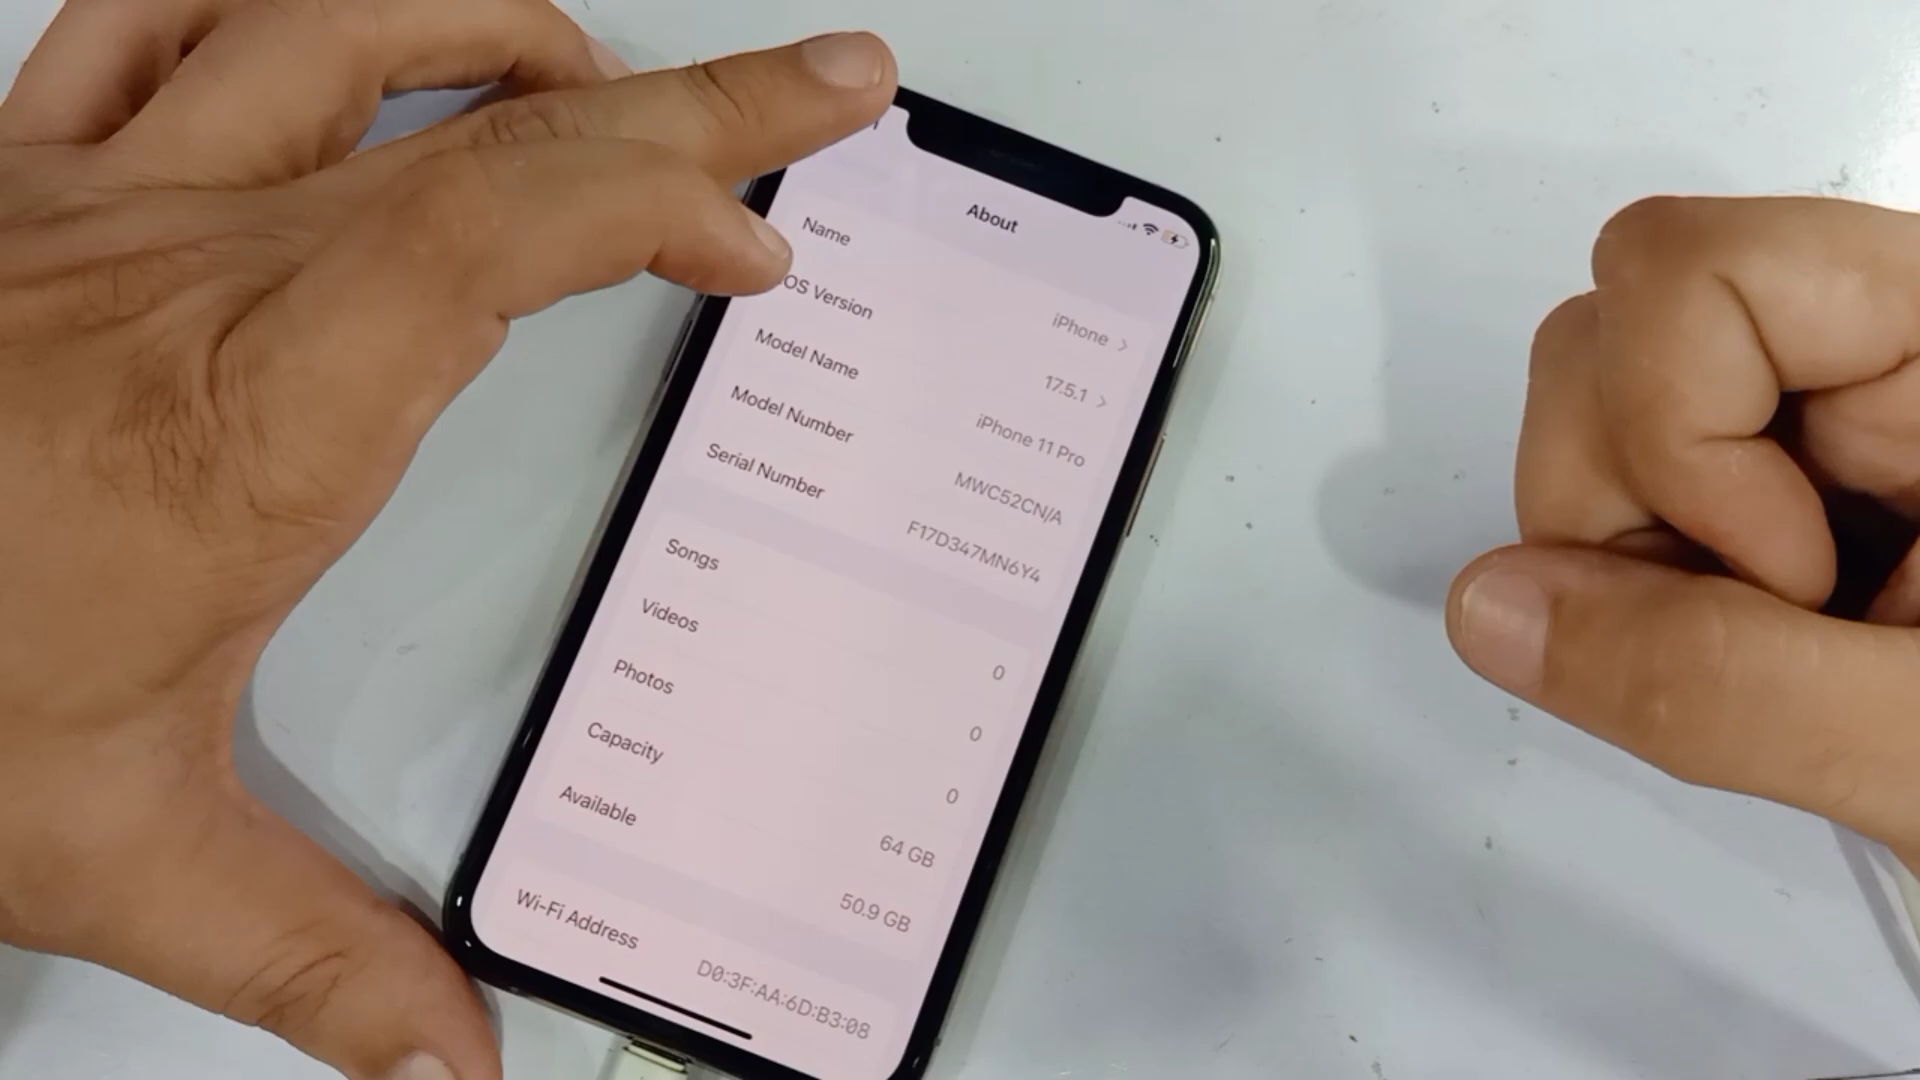 About
Name
iPhone
OS Version
17.5.1
Model Name
iPhone 11 Pro
Model Number
MWC52CN/A
Serial Number
F17D347MN6Y4
Songs
0
Videos
0
Photos
0
Capacity
64 GB
Available
50.9 GB
Wi-Fi Address
D0:3F:AA:6D:B3:08